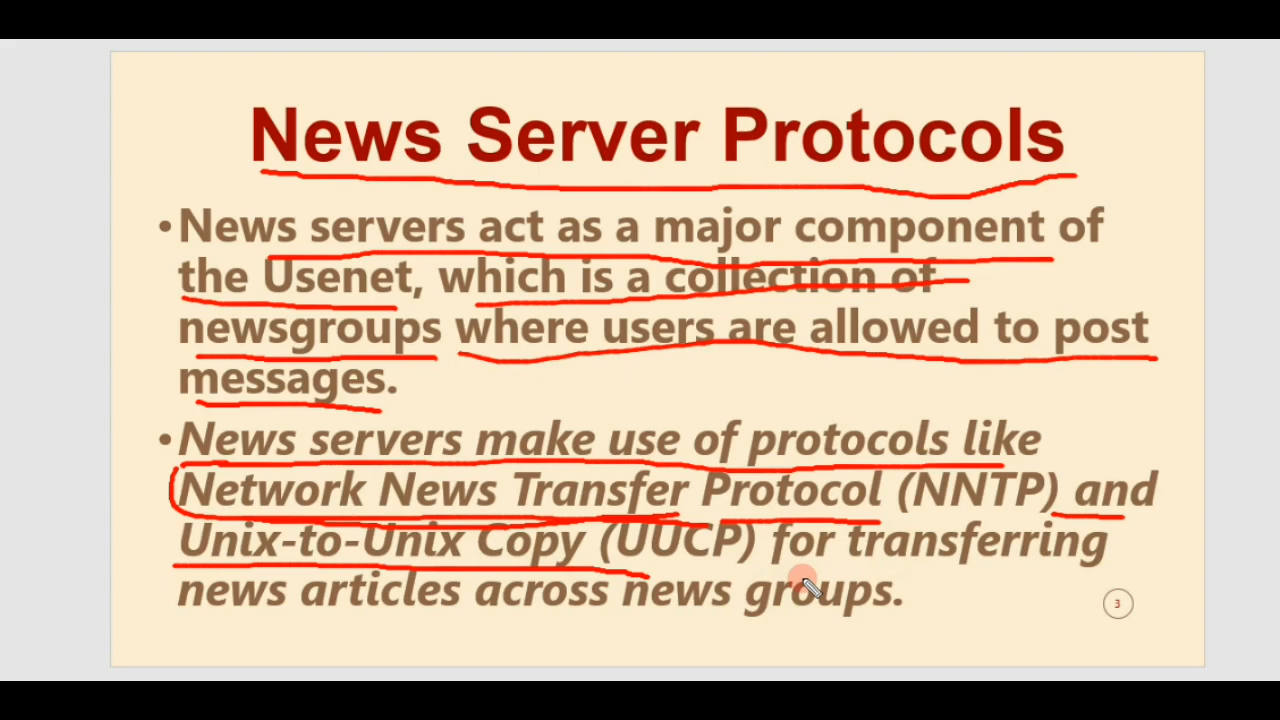 News Server Protocols
•News servers act as a major component of
the Usenet, which is a collection of
newsgroups where users are allowed to post
messages.
•News servers make use of protocols like
Network News Transfer Protocol (NNTP) and
Unix-to-Unix Copy (UUCP) for transferring
news articles across news groups.
3